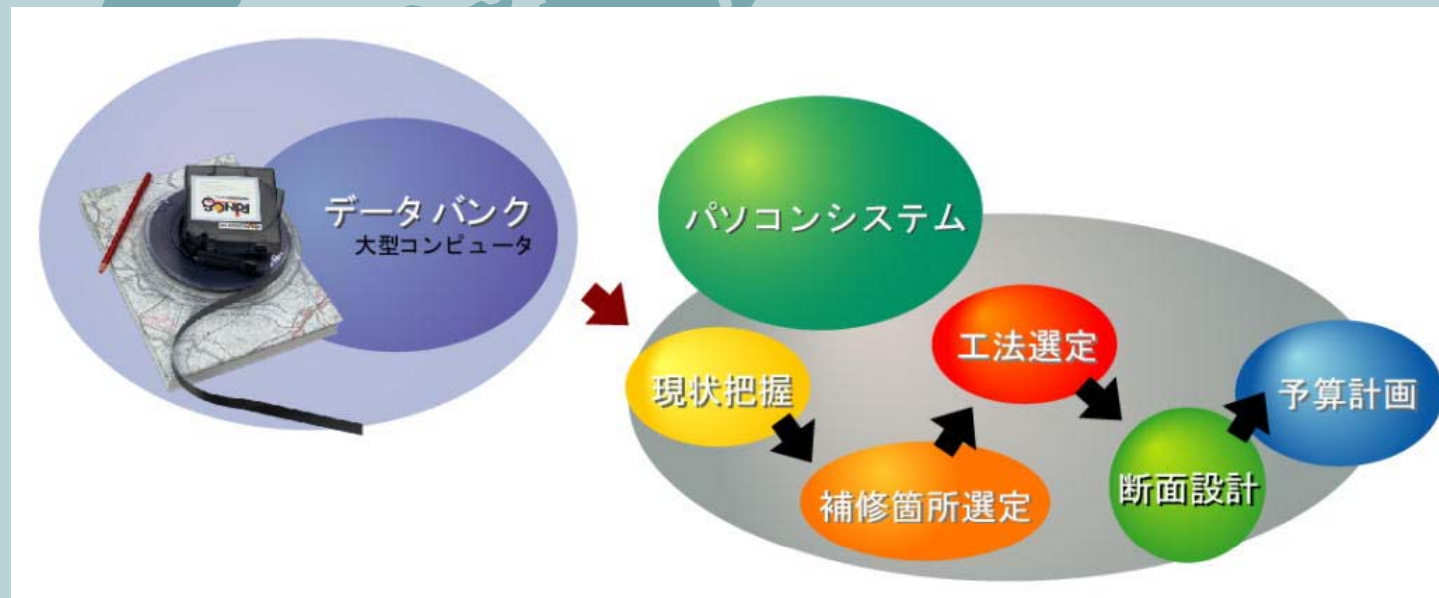 データバンク
大型コンピュータ
パソコンシステム
現状把握
補修箇所選定
工法選定
断面設計
予算計画